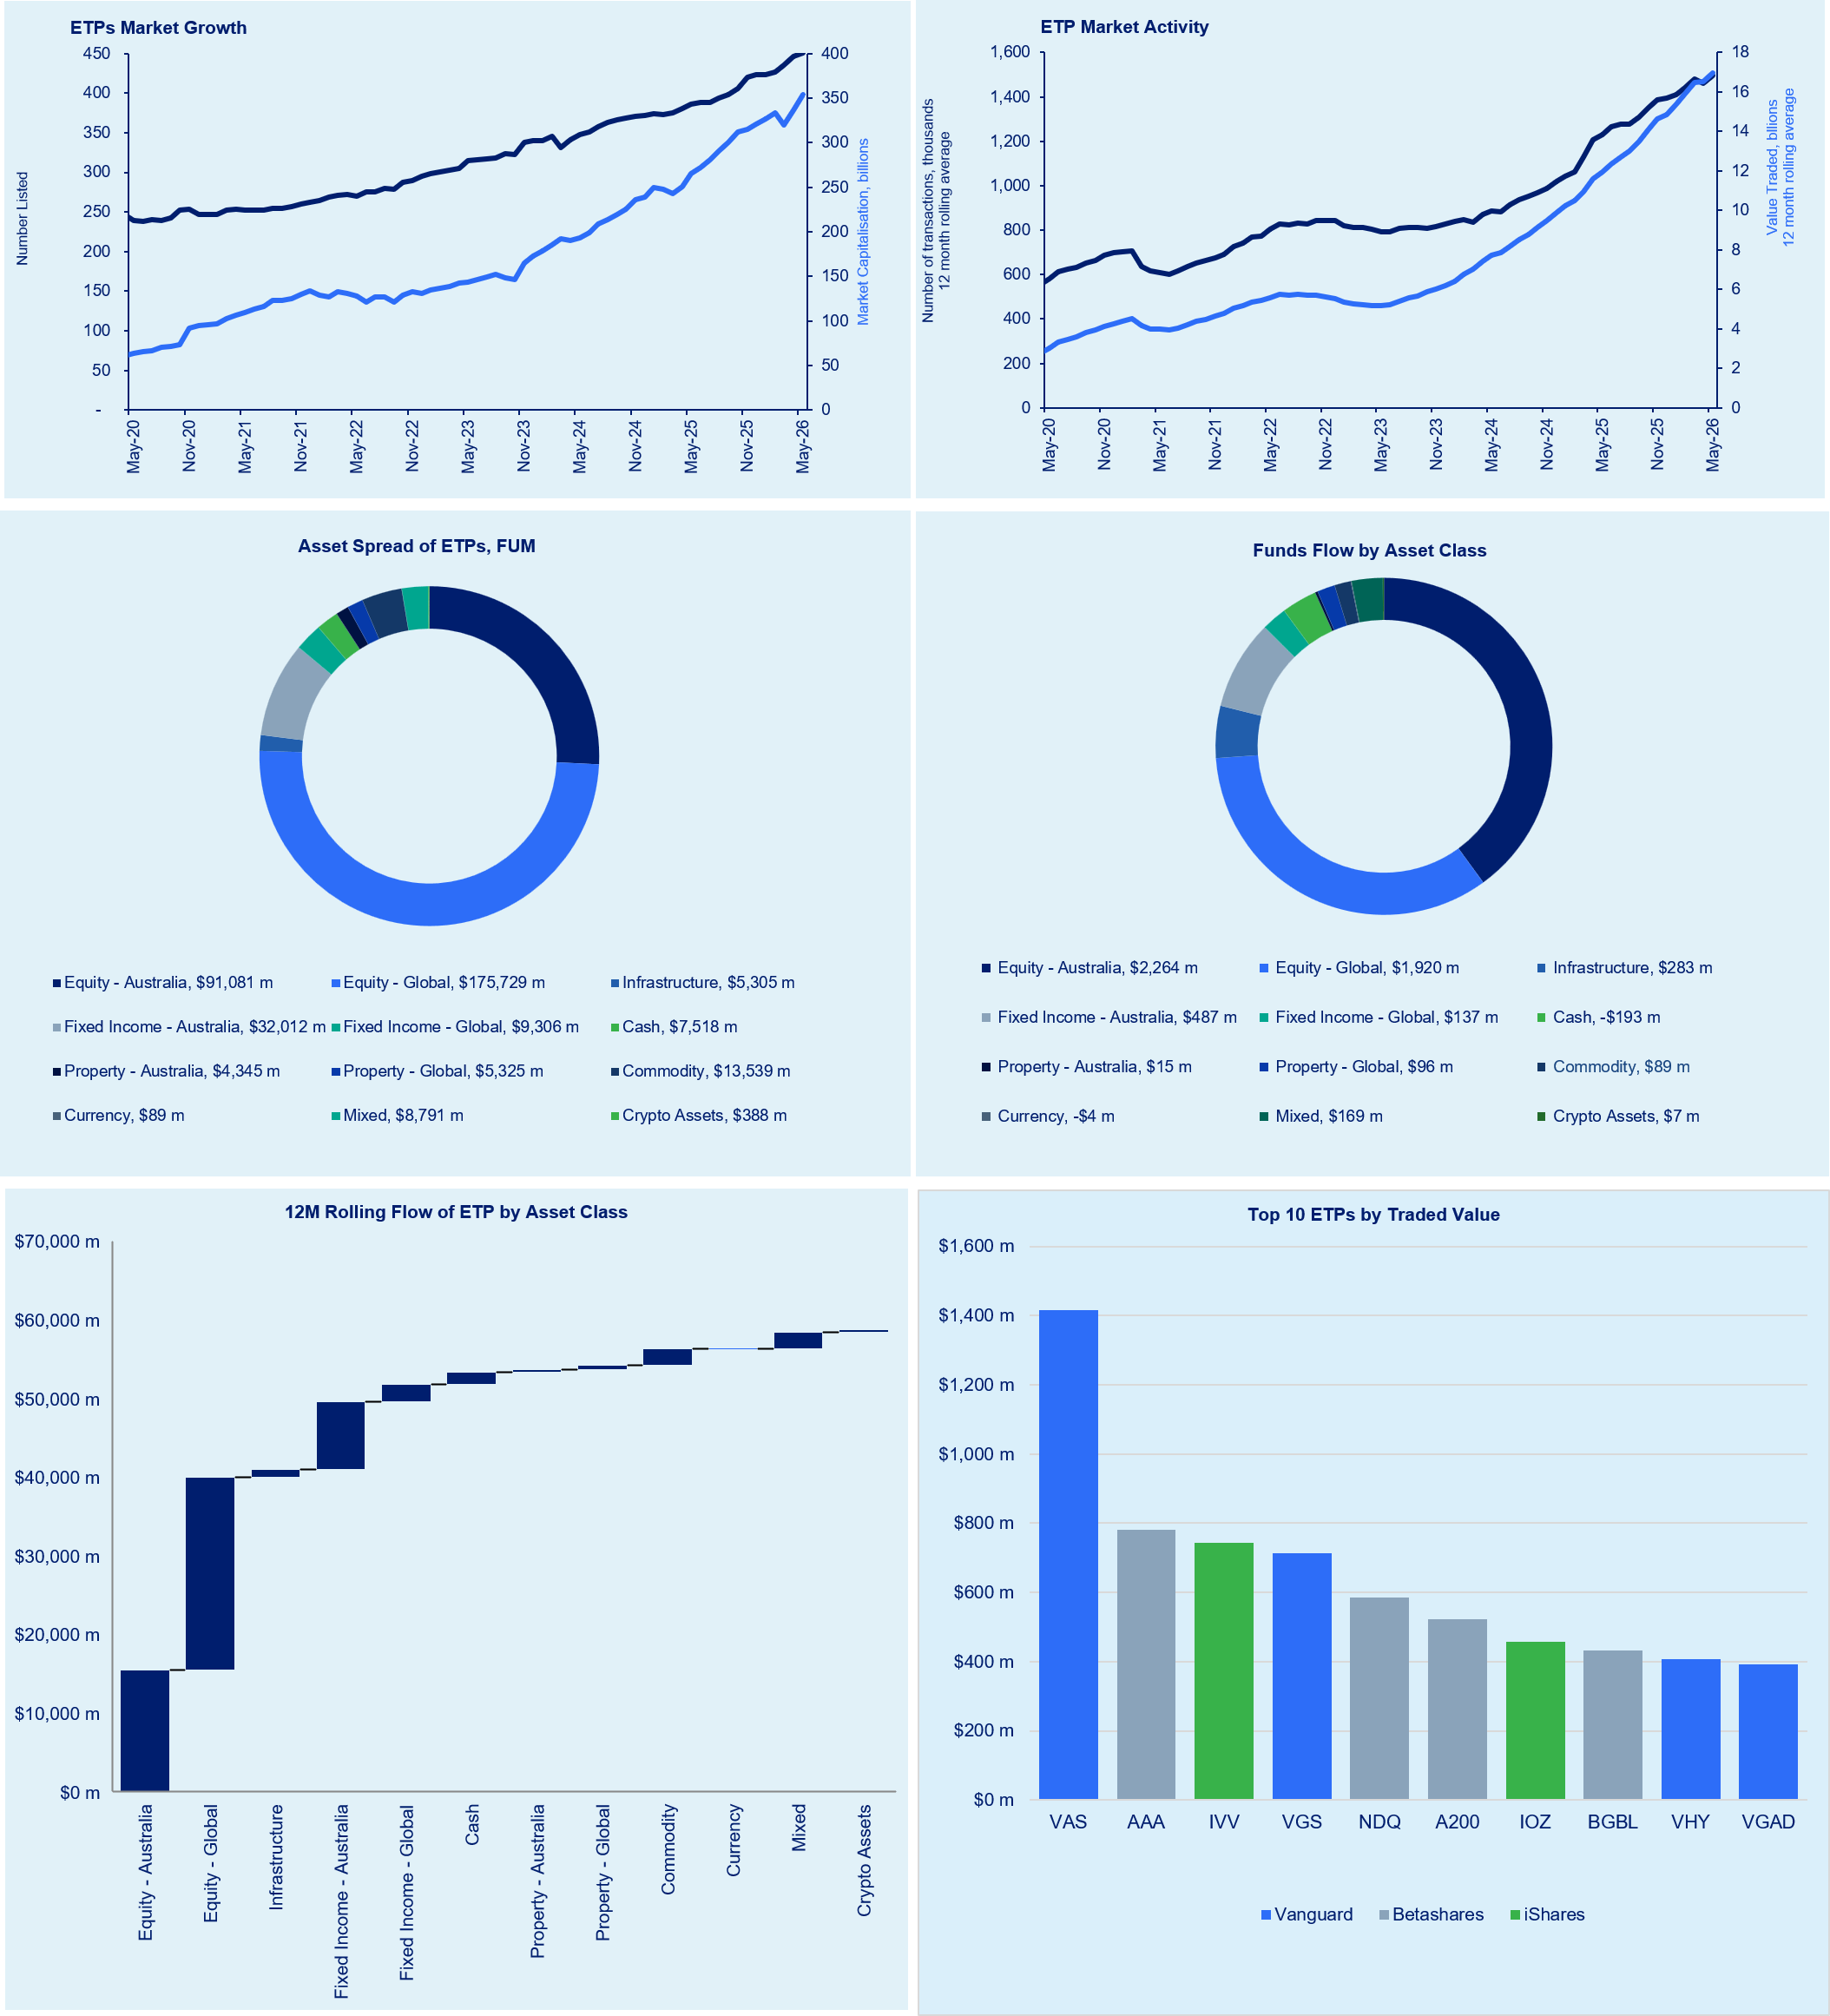 ETPs Market Growth
450
400
350
300
250
200
150
100
50
-
Number Listed
400
350
300
250
200
150
100
50
0
Market Capitalisation, billions
May-20
Nov-20
May-21
Nov-21
May-22
Nov-22
May-23
Nov-23
May-24
Nov-24
May-25
Nov-25
May-26
ETP Market Activity
1,600
1,400
1,200
1,000
800
600
400
200
0
Number of transactions, thousands
12 month rolling average
18
16
14
12
10
8
6
4
2
0
Value Traded, bllions
12 month rolling average
May-20
Nov-20
May-21
Nov-21
May-22
Nov-22
May-23
Nov-23
May-24
Nov-24
May-25
Nov-25
May-26
Asset Spread of ETPs, FUM
Equity - Australia, $91,081 m
Equity - Global, $175,729 m
Infrastructure, $5,305 m
Fixed Income - Australia, $32,012 m
Fixed Income - Global, $9,306 m
Cash, $7,518 m
Property - Australia, $4,345 m
Property - Global, $5,325 m
Commodity, $13,539 m
Currency, $89 m
Mixed, $8,791 m
Crypto Assets, $388 m
Funds Flow by Asset Class
Equity - Australia, $2,264 m
Equity - Global, $1,920 m
Infrastructure, $283 m
Fixed Income - Australia, $487 m
Fixed Income - Global, $137 m
Cash, -$193 m
Property - Australia, $15 m
Property - Global, $96 m
Commodity, $89 m
Currency, -$4 m
Mixed, $169 m
Crypto Assets, $7 m
12M Rolling Flow of ETP by Asset Class
$70,000 m
$60,000 m
$50,000 m
$40,000 m
$30,000 m
$20,000 m
$10,000 m
$0 m
Equity - Australia
Equity - Global
Infrastructure
Fixed Income - Australia
Fixed Income - Global
Cash
Property - Australia
Property - Global
Commodity
Currency
Mixed
Crypto Assets
Top 10 ETPs by Traded Value
$1,600 m
$1,400 m
$1,200 m
$1,000 m
$800 m
$600 m
$400 m
$200 m
$0 m
VAS
AAA
IVV
VGS
NDQ
A200
IOZ
BGBL
VHY
VGAD
Vanguard
Betashares
iShares